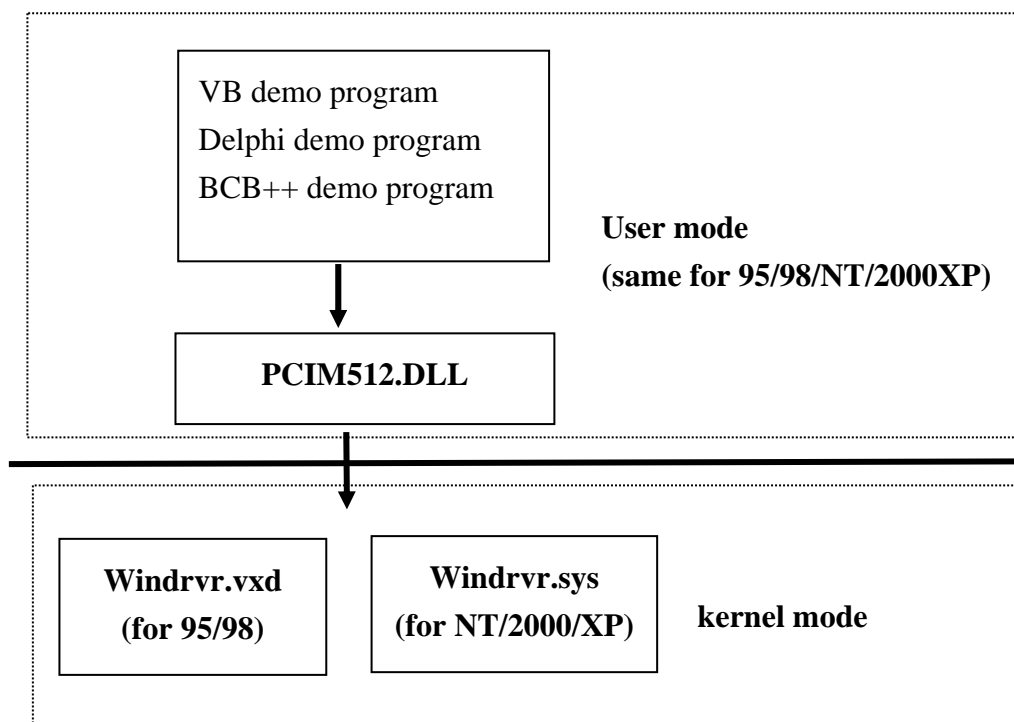 VB demo program
Delphi demo program
BCB++ demo program
User mode
(same for 95/98/NT/2000XP)
PCIM512.DLL
Windrvr.vxd
(for 95/98)
Windrvr.sys
(for NT/2000/XP)
kernel mode